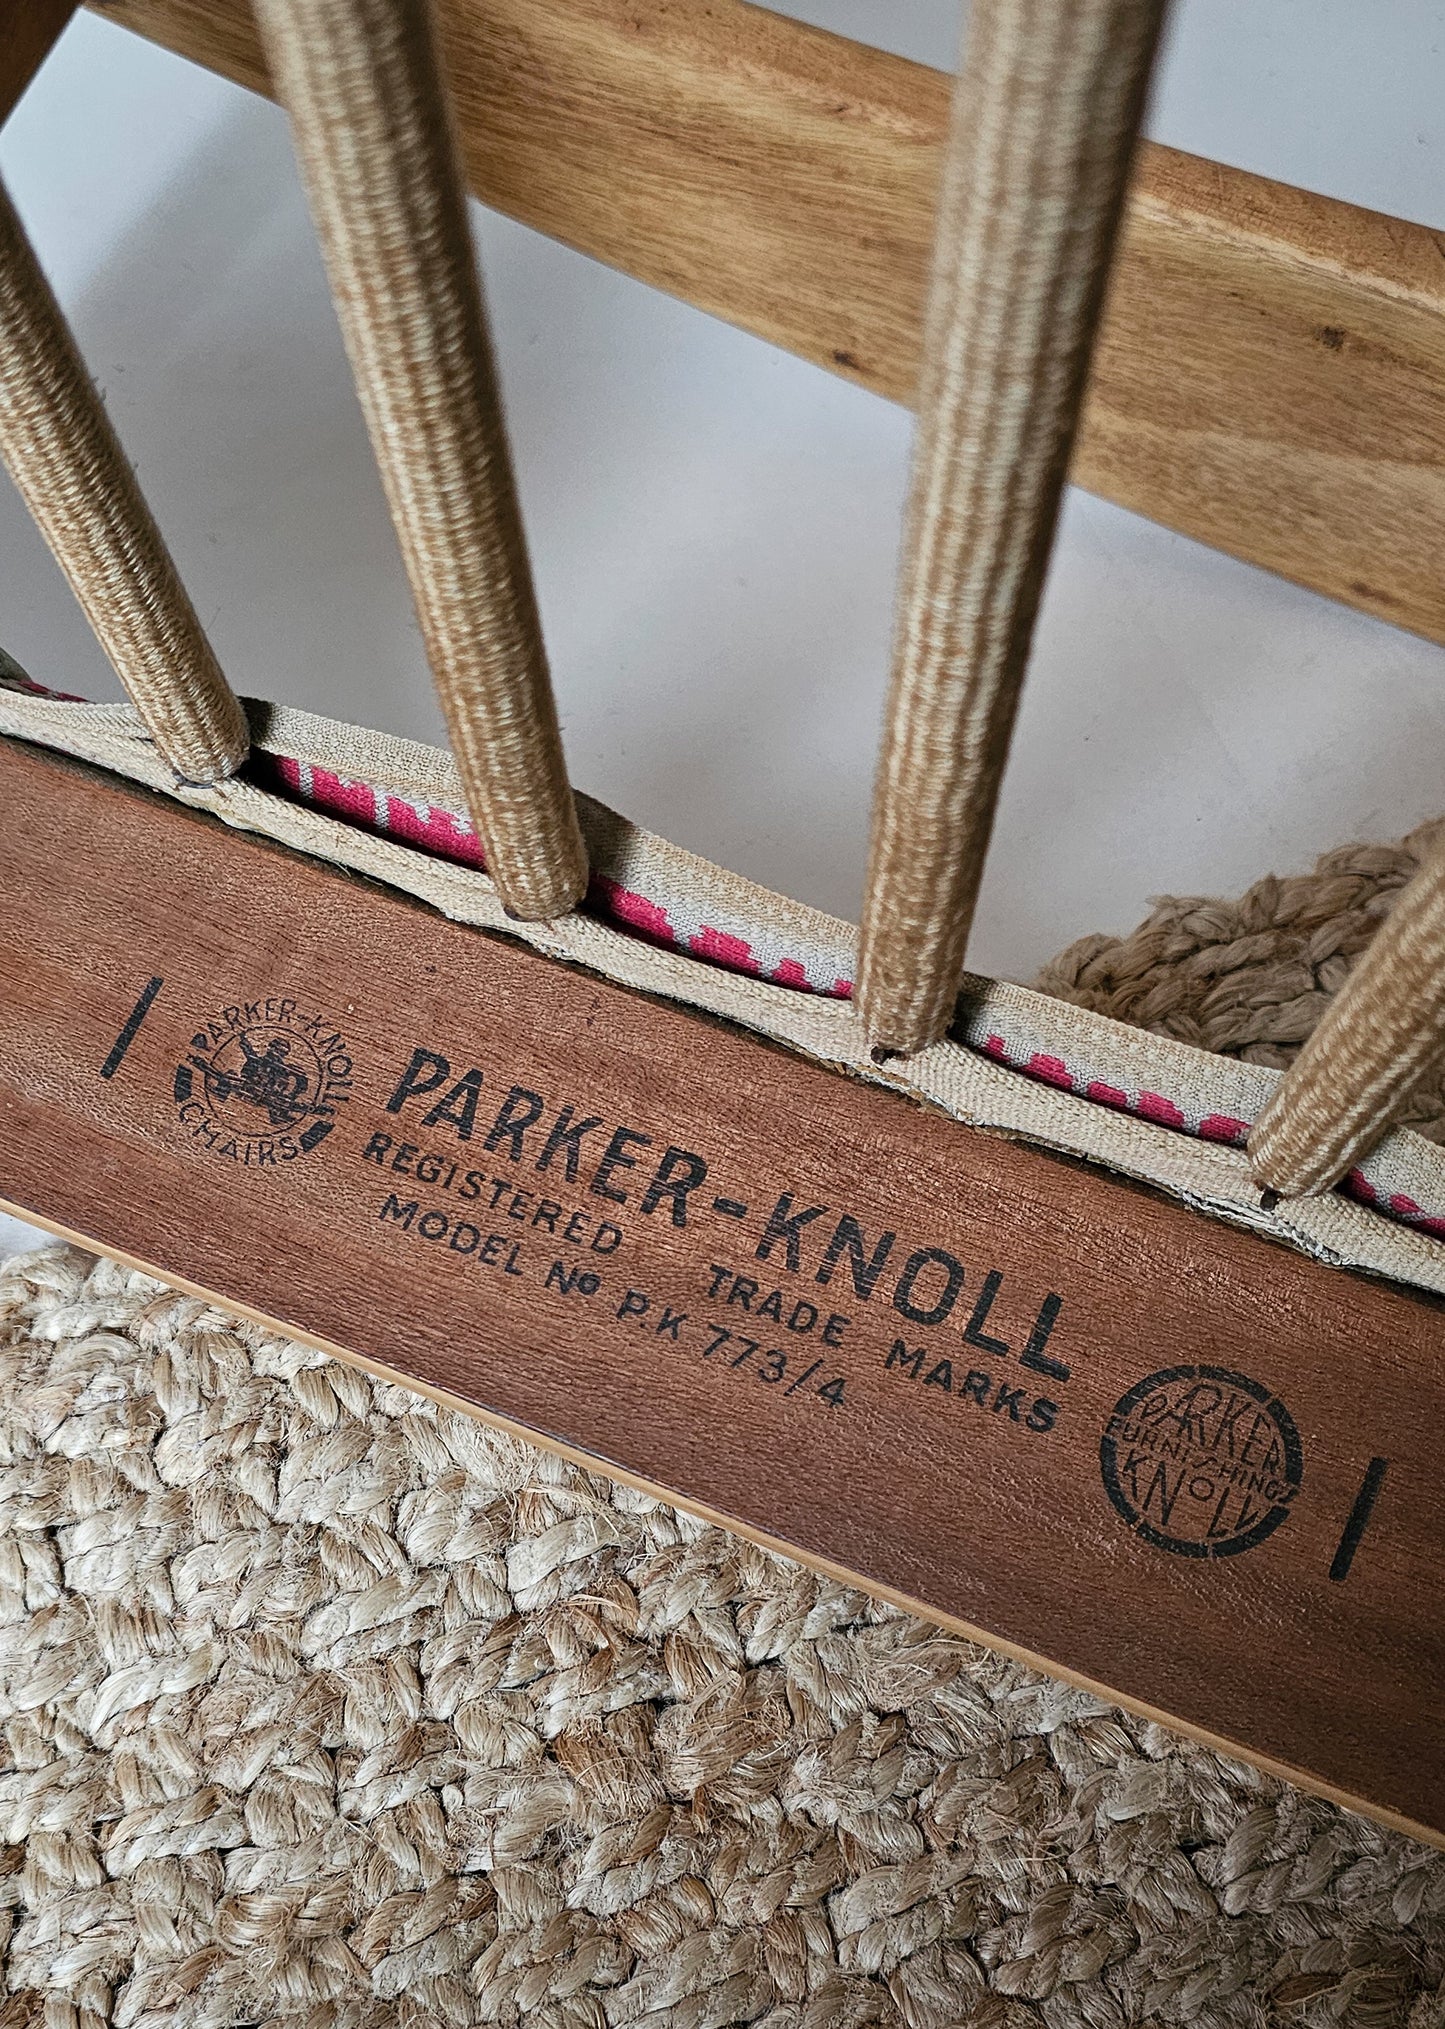 PARKER-KNOLL
CHAIRS
PARKER-KNOLL
REGISTERED TRADE MARKS
MODEL Nº P.K 773/4
PARKER
FURNISHINGS
KNOLL